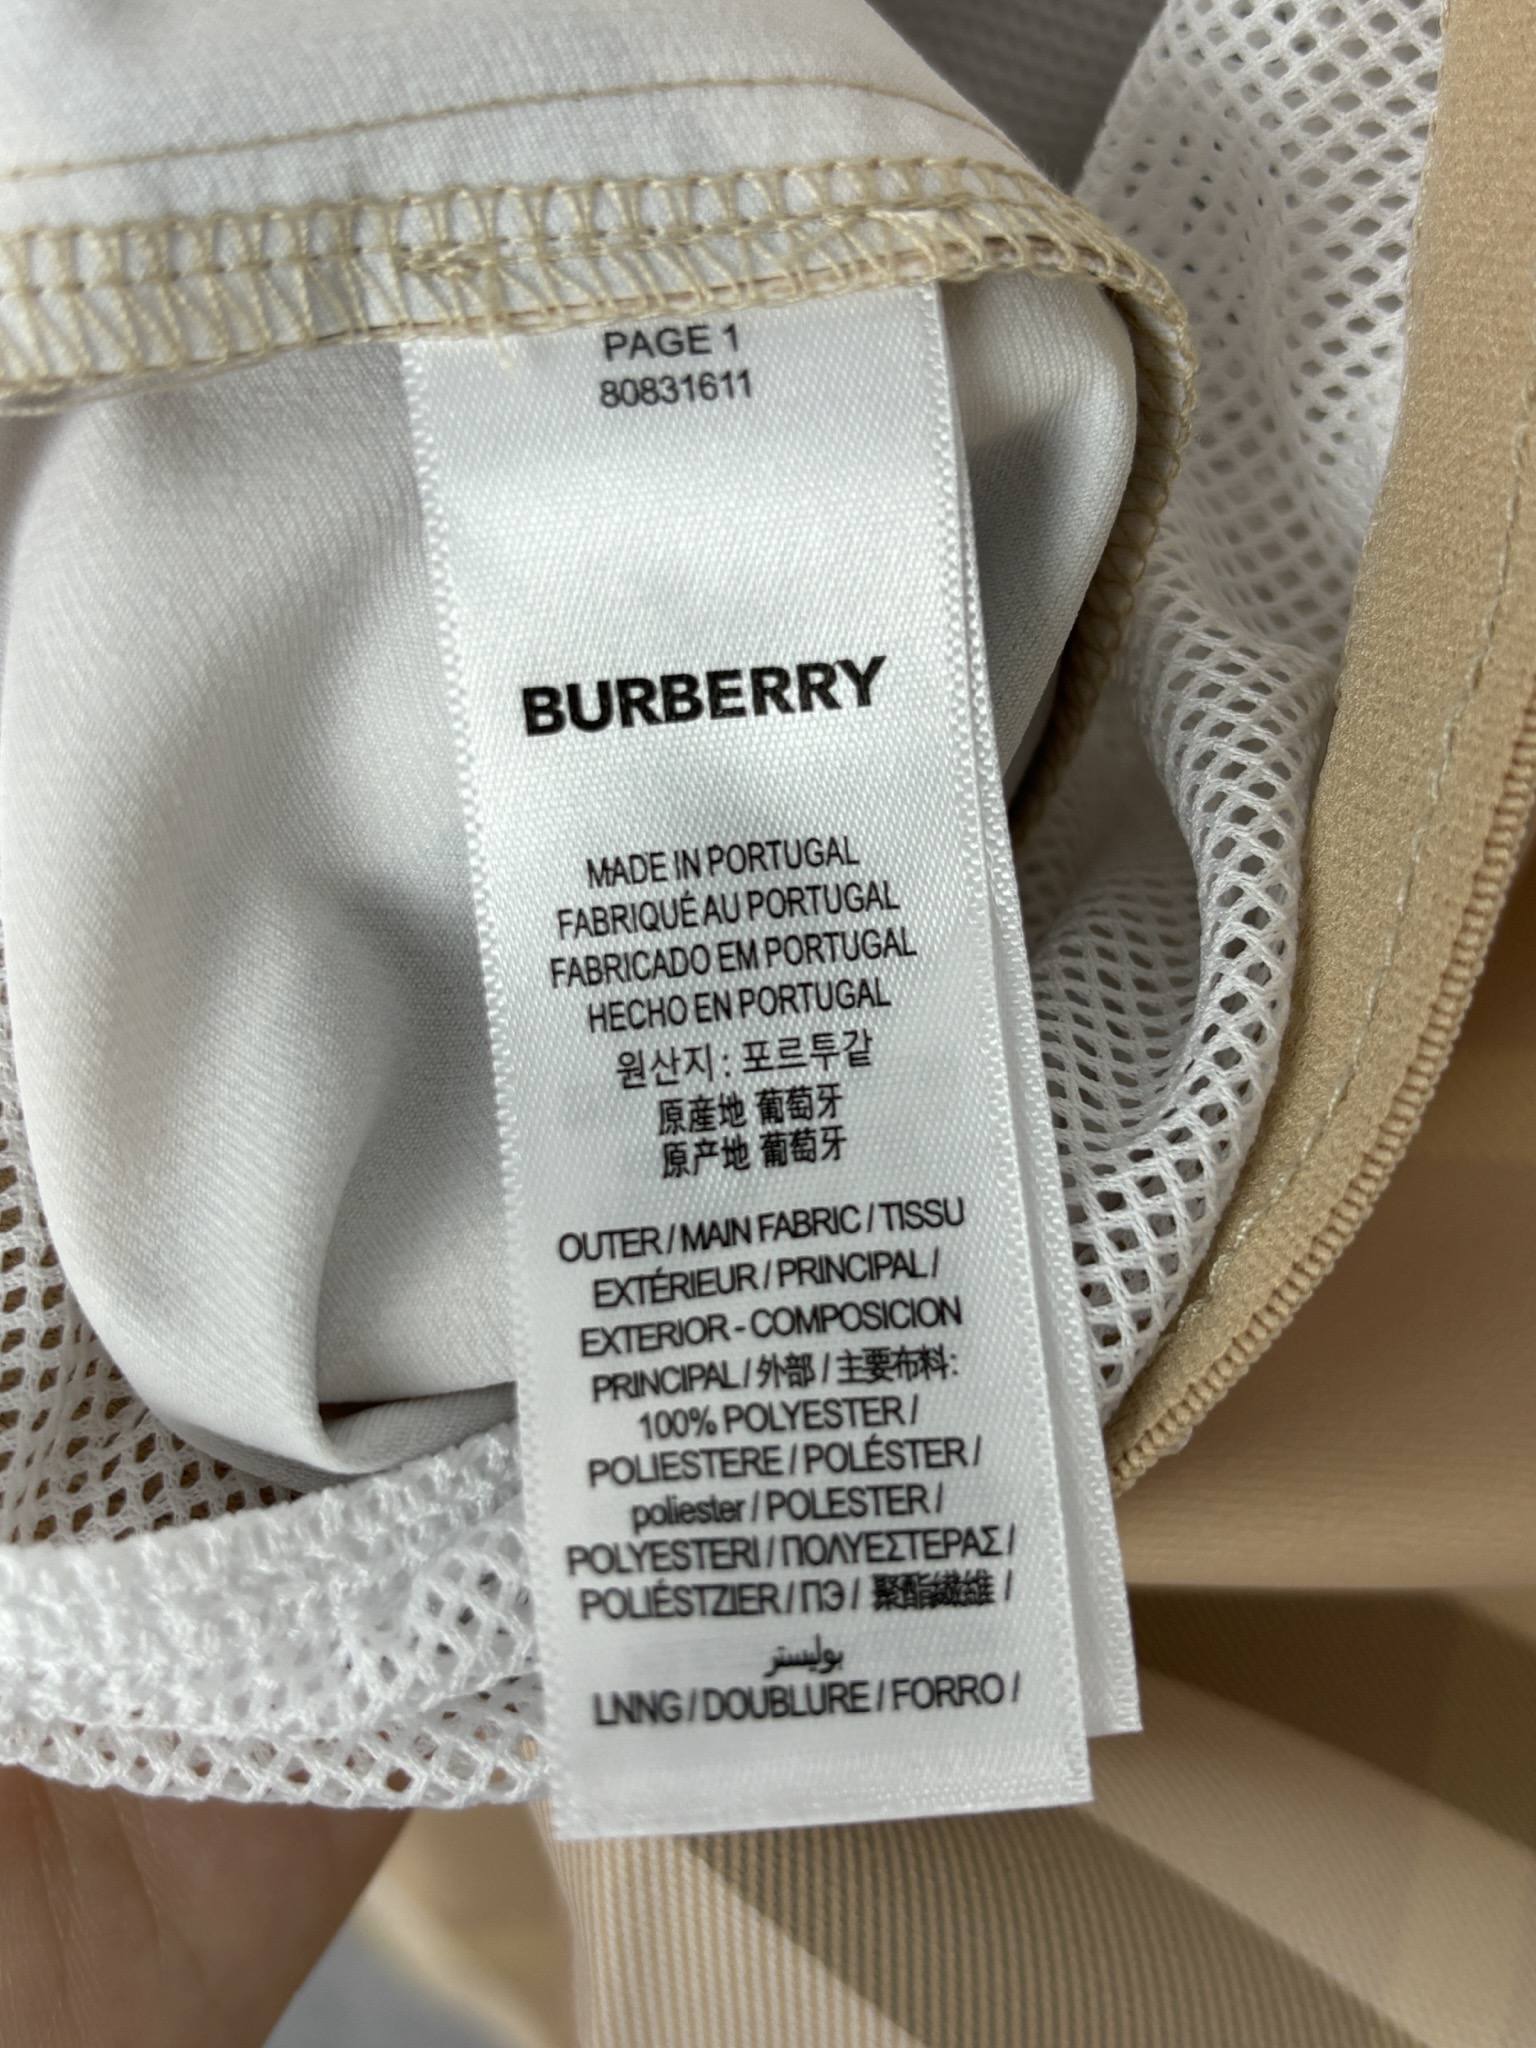 PAGE 1
80831611
BURBERRY
MADE IN PORTUGAL
FABRIQUÉ AU PORTUGAL
FABRICADO EM PORTUGAL
HECHO EN PORTUGAL
원산지 : 포르투갈
原産地 葡萄牙
原产地 葡萄牙
OUTER / MAIN FABRIC / TISSU
EXTÉRIEUR / PRINCIPAL /
EXTERIOR - COMPOSICION
PRINCIPAL / 外部 / 主要布料:
100% POLYESTER /
POLIESTERE / POLÉSTER /
poliester / POLESTER /
POLYESTERI / ΠΟΛΥΕΣΤΕΡΑΣ /
POLIÉSTZIER / ПЭ / 聚酯纖維 /
بوليستر
LNNG / DOUBLURE / FORRO /